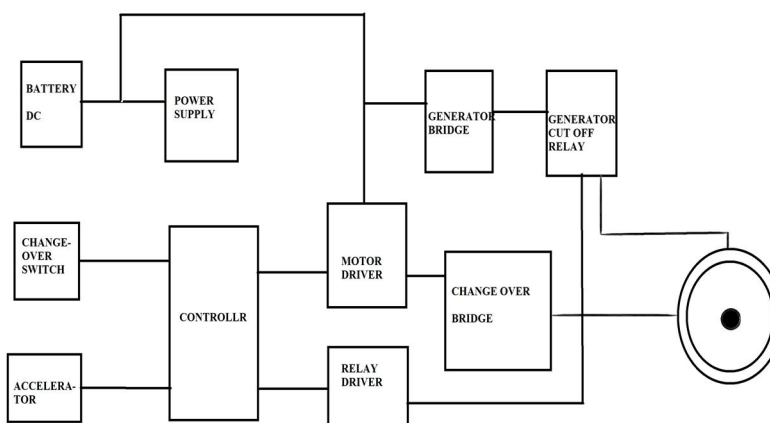 BATTERY
DC
POWER
SUPPLY
GENERATOR
BRIDGE
GENERATOR
CUT OFF
RELAY
CHANGE-
OVER
SWITCH
CONTROLLR
MOTOR
DRIVER
CHANGE OVER
BRIDGE
ACCELERA-
TOR
RELAY
DRIVER